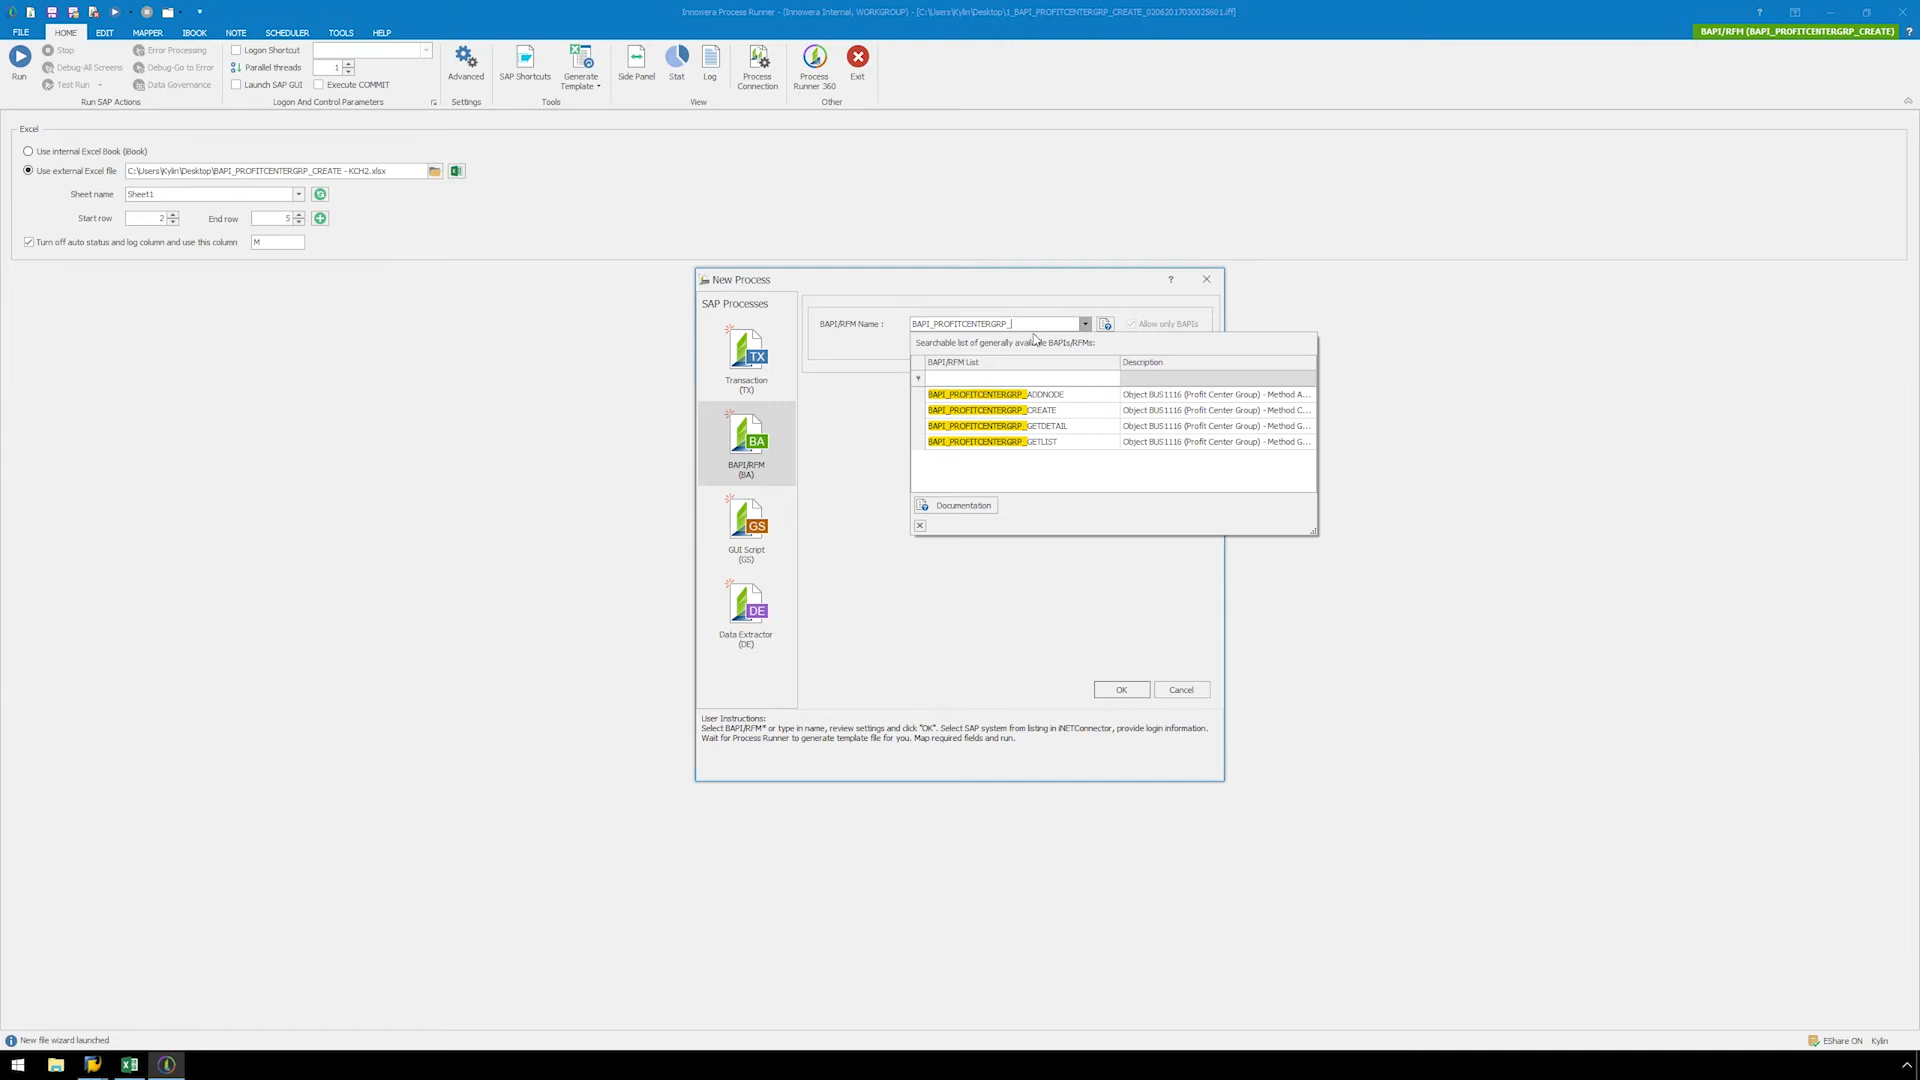 Innowera Process Runner - (Innowera Internal, WORKGROUP) - [C:\Users\Kylin\Desktop\1_BAPI_PROFITCENTERGRP_CREATE_02062017030025601.iff]
FILE HOME EDIT MAPPER IBOOK NOTE SCHEDULER TOOLS HELP
BAPI/RFM (BAPI_PROFITCENTERGRP_CREATE)
Run
Stop
Debug-All Screens
Test Run
Error Processing
Debug-Go to Error
Data Governance
Run SAP Actions
Logon Shortcut
Parallel threads 1
Launch SAP GUI Execute COMMIT
Logon And Control Parameters
Advanced
Settings
SAP Shortcuts
Generate Template
Tools
Side Panel
Stat
Log
Process Connection
View
Process Runner 360
Exit
Other
Excel
Use internal Excel Book (iBook)
Use external Excel file C:\Users\Kylin\Desktop\BAPI_PROFITCENTERGRP_CREATE - KCH2.xlsx
Sheet name Sheet1
Start row 2 End row 5
Turn off auto status and log column and use this column M
New Process
SAP Processes
TX
Transaction
(TX)
BA
BAPI/RFM
(BA)
GS
GUI Script
(GS)
DE
Data Extractor
(DE)
BAPI/RFM Name : BAPI_PROFITCENTERGRP_ Allow only BAPIs
Searchable list of generally available BAPIs/RFMs:
BAPI/RFM List Description
BAPI_PROFITCENTERGRP_ADDNODE Object BUS1116 (Profit Center Group) - Method A...
BAPI_PROFITCENTERGRP_CREATE Object BUS1116 (Profit Center Group) - Method C...
BAPI_PROFITCENTERGRP_GETDETAIL Object BUS1116 (Profit Center Group) - Method G...
BAPI_PROFITCENTERGRP_GETLIST Object BUS1116 (Profit Center Group) - Method G...
Documentation
OK Cancel
User Instructions:
Select BAPI/RFM* or type in name, review settings and click "OK". Select SAP system from listing in iNETConnector, provide login information.
Wait for Process Runner to generate template file for you. Map required fields and run.
New file wizard launched
EShare ON Kylin